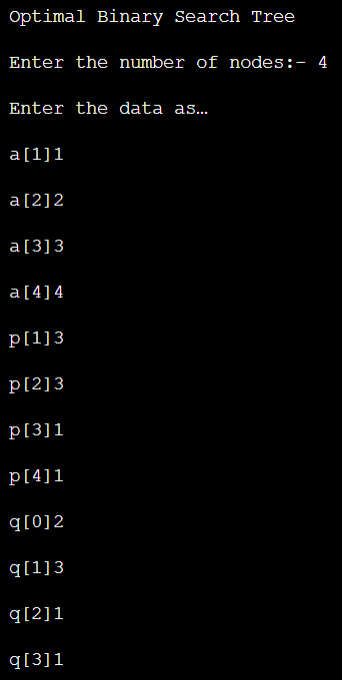 Optimal Binary Search Tree
Enter the number of nodes:- 4
Enter the data as…
a[1]1
a[2]2
a[3]3
a[4]4
p[1]3
p[2]3
p[3]1
p[4]1
q[0]2
q[1]3
q[2]1
q[3]1